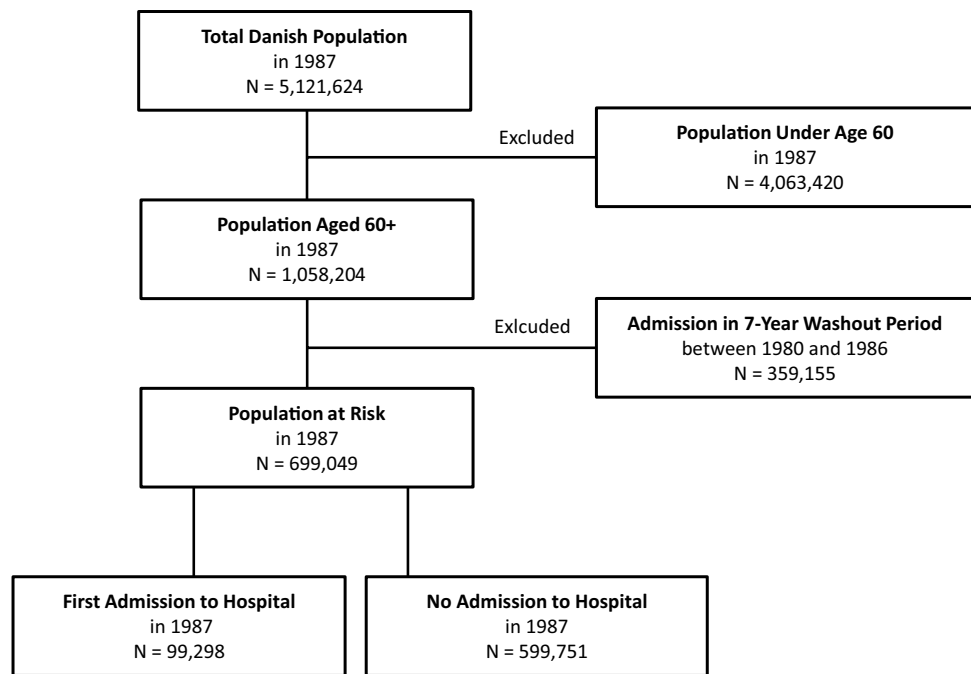 Total Danish Population
in 1987
N = 5,121,624
Excluded
Population Under Age 60
in 1987
N = 4,063,420
Population Aged 60+
in 1987
N = 1,058,204
Exlcuded
Admission in 7-Year Washout Period
between 1980 and 1986
N = 359,155
Population at Risk
in 1987
N = 699,049
First Admission to Hospital
in 1987
N = 99,298
No Admission to Hospital
in 1987
N = 599,751